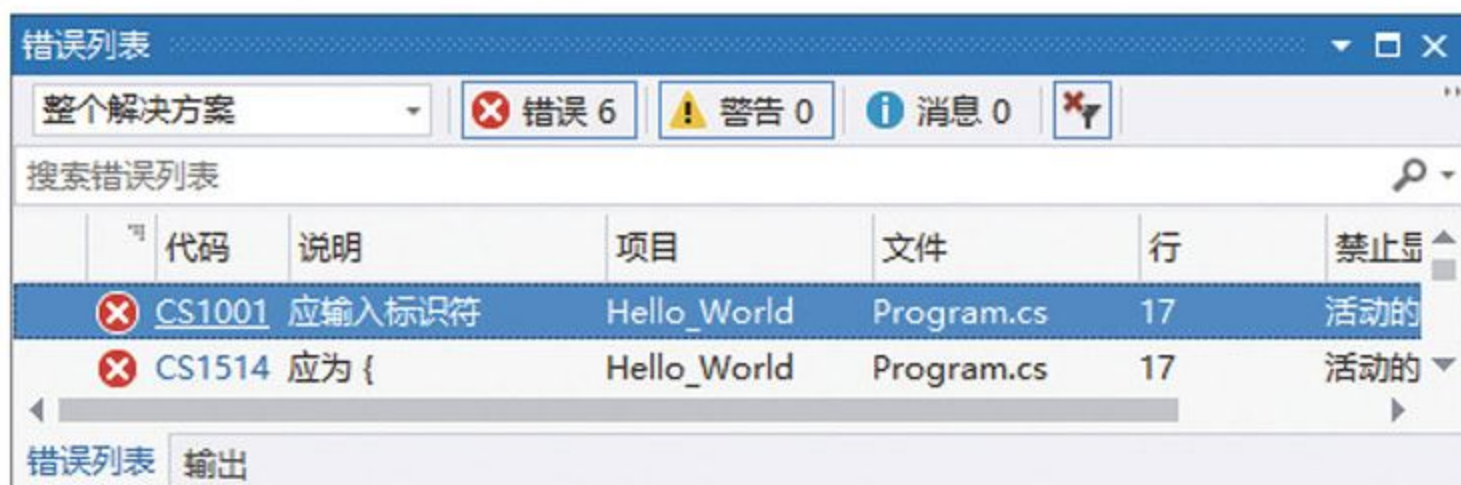 错误列表
整个解决方案 错误 6 警告 0 消息 0
搜索错误列表
代码 说明 项目 文件 行 禁止显
CS1001 应输入标识符 Hello_World Program.cs 17 活动的
CS1514 应为 { Hello_World Program.cs 17 活动的
错误列表 输出